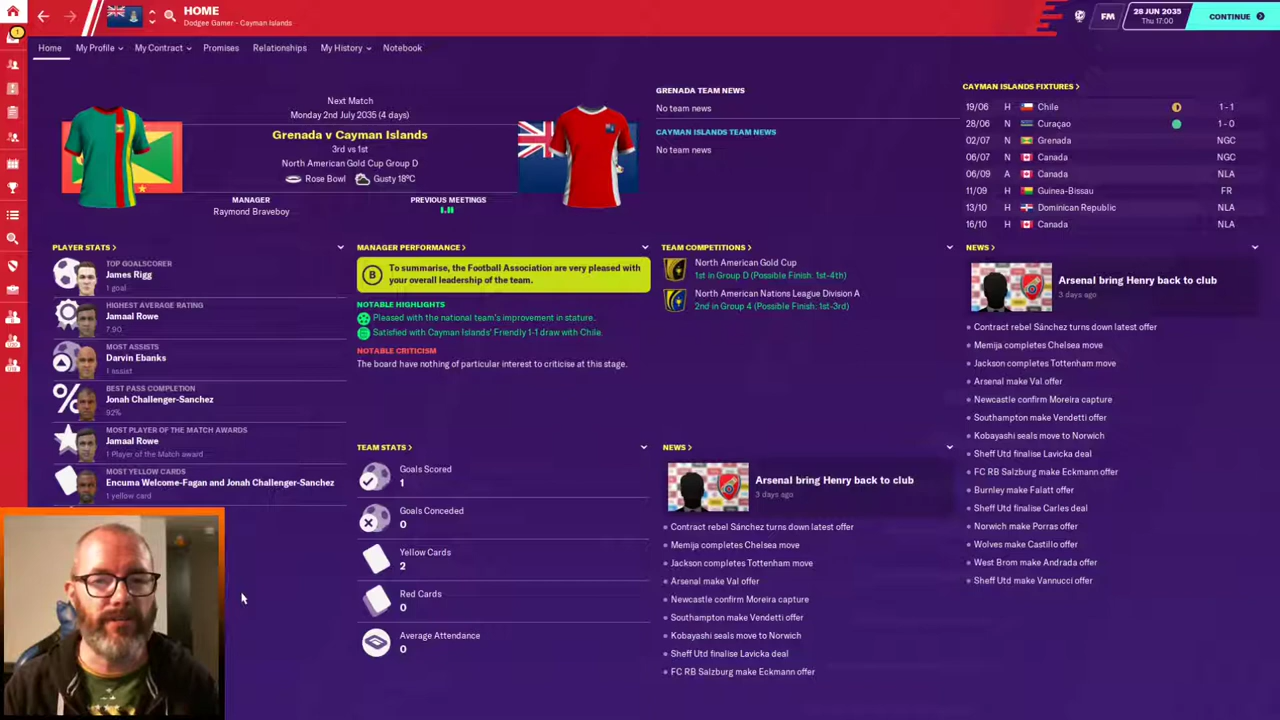 HOME
Dodgee Gamer - Cayman Islands
FM
28 JUN 2035
Thu 17:00
CONTINUE
1
Home
My Profile
My Contract
Promises
Relationships
My History
Notebook
Next Match
Monday 2nd July 2035 (4 days)
Grenada v Cayman Islands
3rd vs 1st
North American Gold Cup Group D
Rose Bowl
Gusty 18°C
MANAGER
Raymond Braveboy
PREVIOUS MEETINGS
GRENADA TEAM NEWS
No team news
CAYMAN ISLANDS TEAM NEWS
No team news
CAYMAN ISLANDS FIXTURES >
19/06 H Chile 1 - 1
28/06 N Curaçao 1 - 0
02/07 N Grenada NGC
06/07 N Canada NGC
06/09 A Canada NLA
11/09 H Guinea-Bissau FR
13/10 H Dominican Republic NLA
16/10 H Canada NLA
PLAYER STATS >
TOP GOALSCORER
James Rigg
1 goal
HIGHEST AVERAGE RATING
Jamaal Rowe
7.90
MOST ASSISTS
Darvin Ebanks
1 assist
BEST PASS COMPLETION
Jonah Challenger-Sanchez
92%
MOST PLAYER OF THE MATCH AWARDS
Jamaal Rowe
1 Player of the Match award
MOST YELLOW CARDS
Encuma Welcome-Fagan and Jonah Challenger-Sanchez
1 yellow card
MANAGER PERFORMANCE >
B
To summarise, the Football Association are very pleased with
your overall leadership of the team.
NOTABLE HIGHLIGHTS
Pleased with the national team's improvement in stature.
Satisfied with Cayman Islands' Friendly 1-1 draw with Chile.
NOTABLE CRITICISM
The board have nothing of particular interest to criticise at this stage.
TEAM COMPETITIONS >
North American Gold Cup
1st in Group D (Possible Finish: 1st-4th)
North American Nations League Division A
2nd in Group 4 (Possible Finish: 1st-3rd)
TEAM STATS >
Goals Scored
1
Goals Conceded
0
Yellow Cards
2
Red Cards
0
Average Attendance
0
NEWS >
Arsenal bring Henry back to club
3 days ago
Contract rebel Sánchez turns down latest offer
Memija completes Chelsea move
Jackson completes Tottenham move
Arsenal make Val offer
Newcastle confirm Moreira capture
Southampton make Vendetti offer
Kobayashi seals move to Norwich
Sheff Utd finalise Lavicka deal
FC RB Salzburg make Eckmann offer
NEWS >
Arsenal bring Henry back to club
3 days ago
Contract rebel Sánchez turns down latest offer
Memija completes Chelsea move
Jackson completes Tottenham move
Arsenal make Val offer
Newcastle confirm Moreira capture
Southampton make Vendetti offer
Kobayashi seals move to Norwich
Sheff Utd finalise Lavicka deal
FC RB Salzburg make Eckmann offer
Burnley make Falatt offer
Sheff Utd finalise Carles deal
Norwich make Porras offer
Wolves make Castillo offer
West Brom make Andrada offer
Sheff Utd make Vannucci offer